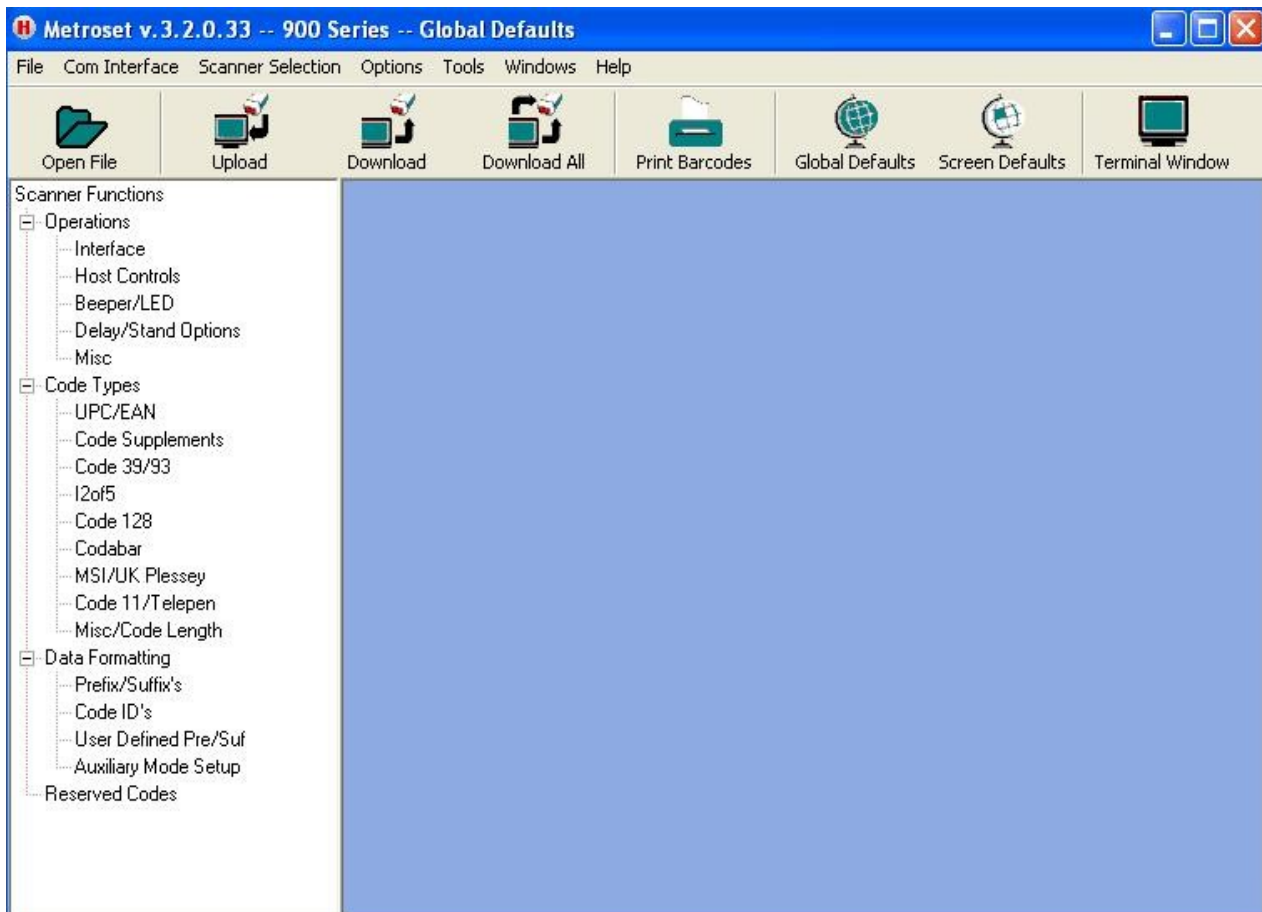 Metroset v.3.2.0.33 -- 900 Series -- Global Defaults
File Com Interface Scanner Selection Options Tools Windows Help
Open File Upload Download Download All Print Barcodes Global Defaults Screen Defaults Terminal Window
Scanner Functions
Operations
Interface
Host Controls
Beeper/LED
Delay/Stand Options
Misc
Code Types
UPC/EAN
Code Supplements
Code 39/93
I2of5
Code 128
Codabar
MSI/UK Plessey
Code 11/Telepen
Misc/Code Length
Data Formatting
Prefix/Suffix's
Code ID's
User Defined Pre/Suf
Auxiliary Mode Setup
Reserved Codes